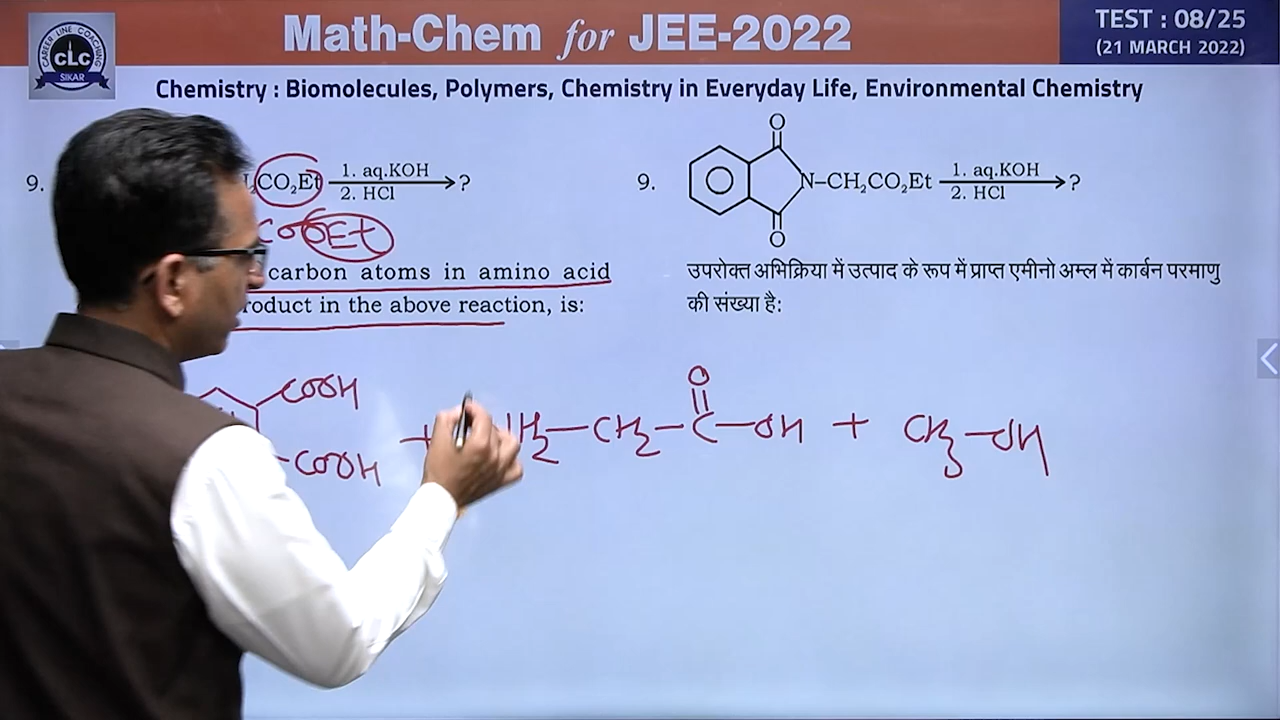 CAREER LINE COACHING
CLC
SIKAR
Math-Chem for JEE-2022
TEST : 08/25
(21 MARCH 2022)
Chemistry : Biomolecules, Polymers, Chemistry in Everyday Life, Environmental Chemistry
9. CO₂Et 1. aq.KOH 2. HCl ?
COOEt
carbon atoms in amino acid
roduct in the above reaction, is:
COOH
COOH
+ H₂–CH₂–C–OH + CH₃–OH
O
9. O
N–CH₂CO₂Et 1. aq.KOH 2. HCl ?
O
उपरोक्त अभिक्रिया में उत्पाद के रूप में प्राप्त एमीनो अम्ल में कार्बन परमाणु
की संख्या है: